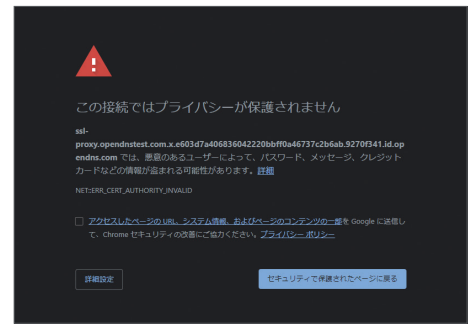 この接続ではプライバシーが保護されません
ssl-
proxy.opendnstest.com.x.e603d7a406836042220bbff0a46737c2b6ab.9270f341.id.op
endns.com では、悪意のあるユーザーによって、パスワード、メッセージ、クレジット
カードなどの情報が盗まれる可能性があります。詳細
NET::ERR_CERT_AUTHORITY_INVALID
アクセスしたページの URL、システム情報、およびページのコンテンツの一部を Google に送信し
て、Chrome セキュリティの改善にご協力ください。プライバシー ポリシー
詳細設定
セキュリティで保護されたページに戻る